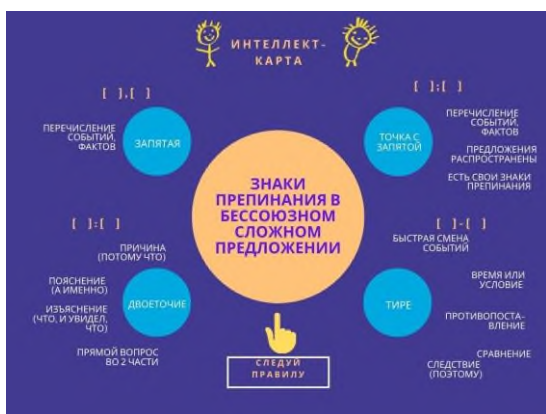 ИНТЕЛЛЕКТ-
КАРТА
[ ],[ ]
ПЕРЕЧИСЛЕНИЕ
СОБЫТИЙ,
ФАКТОВ
ЗАПЯТАЯ
[ ];[ ]
ТОЧКА С
ЗАПЯТОЙ
ПЕРЕЧИСЛЕНИЕ
СОБЫТИЙ,
ФАКТОВ
ПРЕДЛОЖЕНИЯ
РАСПРОСТРАНЕНЫ
ЕСТЬ СВОИ ЗНАКИ
ПРЕПИНАНИЯ
ЗНАКИ
ПРЕПИНАНИЯ В
БЕССОЮЗНОМ
СЛОЖНОМ
ПРЕДЛОЖЕНИИ
[ ]:[ ]
ПРИЧИНА
(ПОТОМУ ЧТО)
ПОЯСНЕНИЕ
(А ИМЕННО)
ИЗЪЯСНЕНИЕ
(ЧТО, И УВИДЕЛ,
ЧТО)
ПРЯМОЙ ВОПРОС
ВО 2 ЧАСТИ
ДВОЕТОЧИЕ
[ ]-[ ]
БЫСТРАЯ СМЕНА
СОБЫТИЙ
ВРЕМЯ ИЛИ
УСЛОВИЕ
ТИРЕ
ПРОТИВОПОСТА-
ВЛЕНИЕ
СРАВНЕНИЕ
СЛЕДСТВИЕ
(ПОЭТОМУ)
СЛЕДУЙ
ПРАВИЛУ